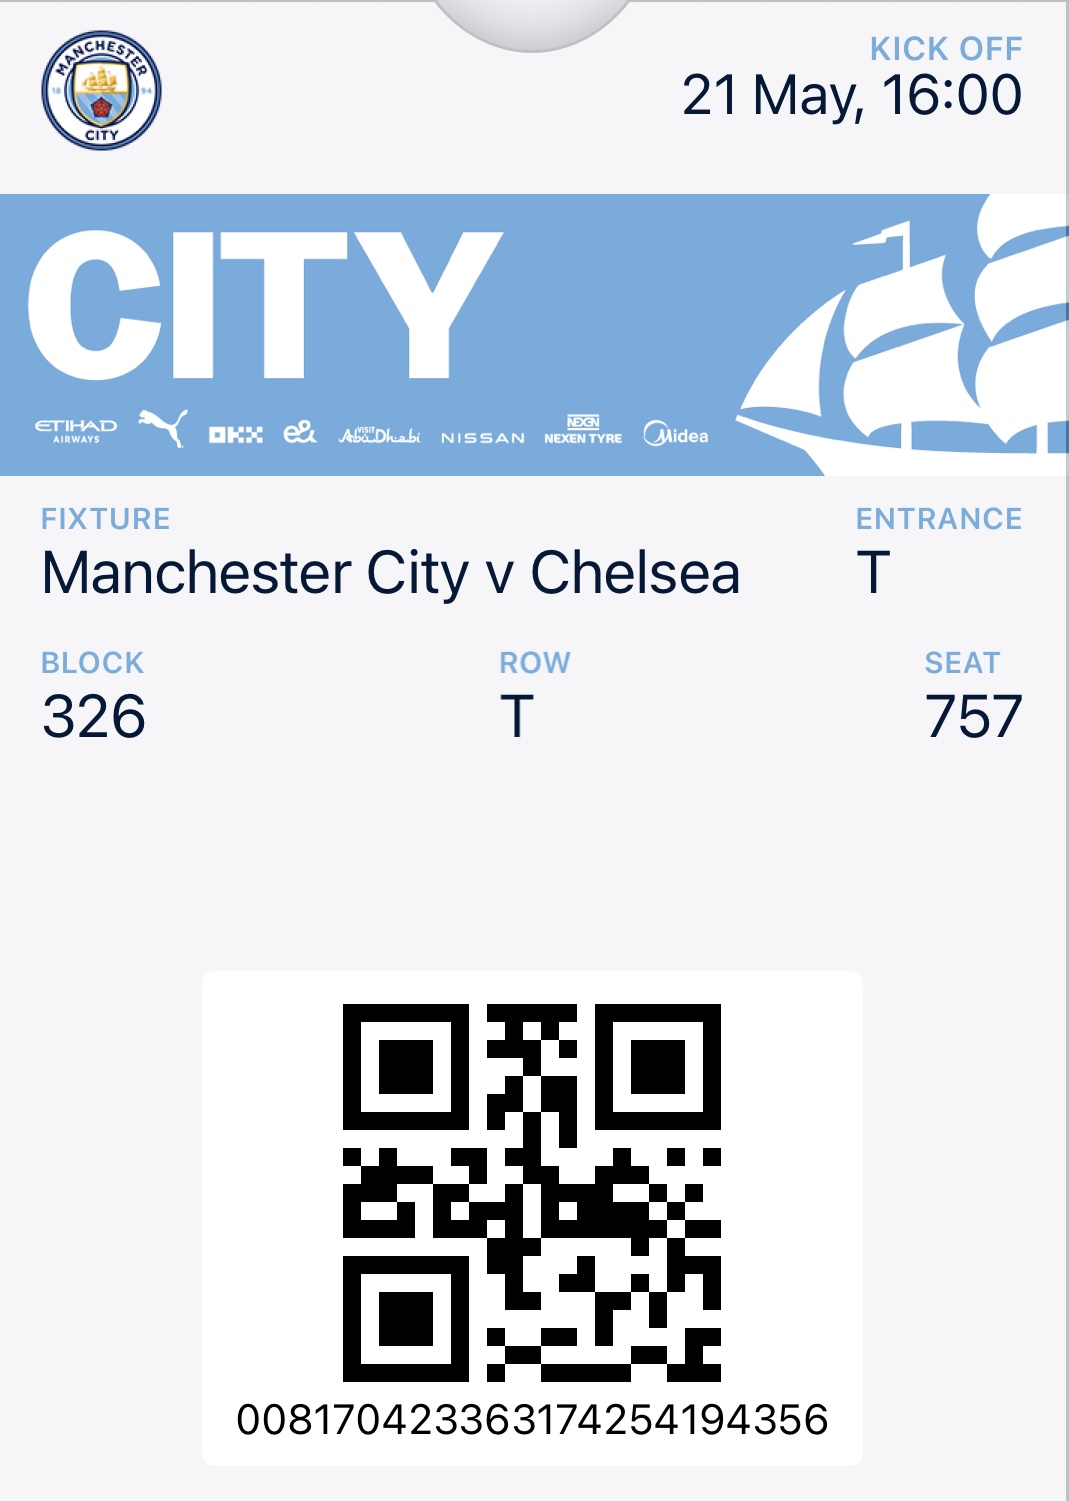 MANCHESTER
18 94
CITY
KICK OFF
21 May, 16:00
CITY
ETIHAD AIRWAYS
OKX
e&
VISIT Abu Dhabi
NISSAN
NEXEN NEXEN TYRE
Midea
FIXTURE
Manchester City v Chelsea
ENTRANCE
T
BLOCK
326
ROW
T
SEAT
757
008170423363174254194356